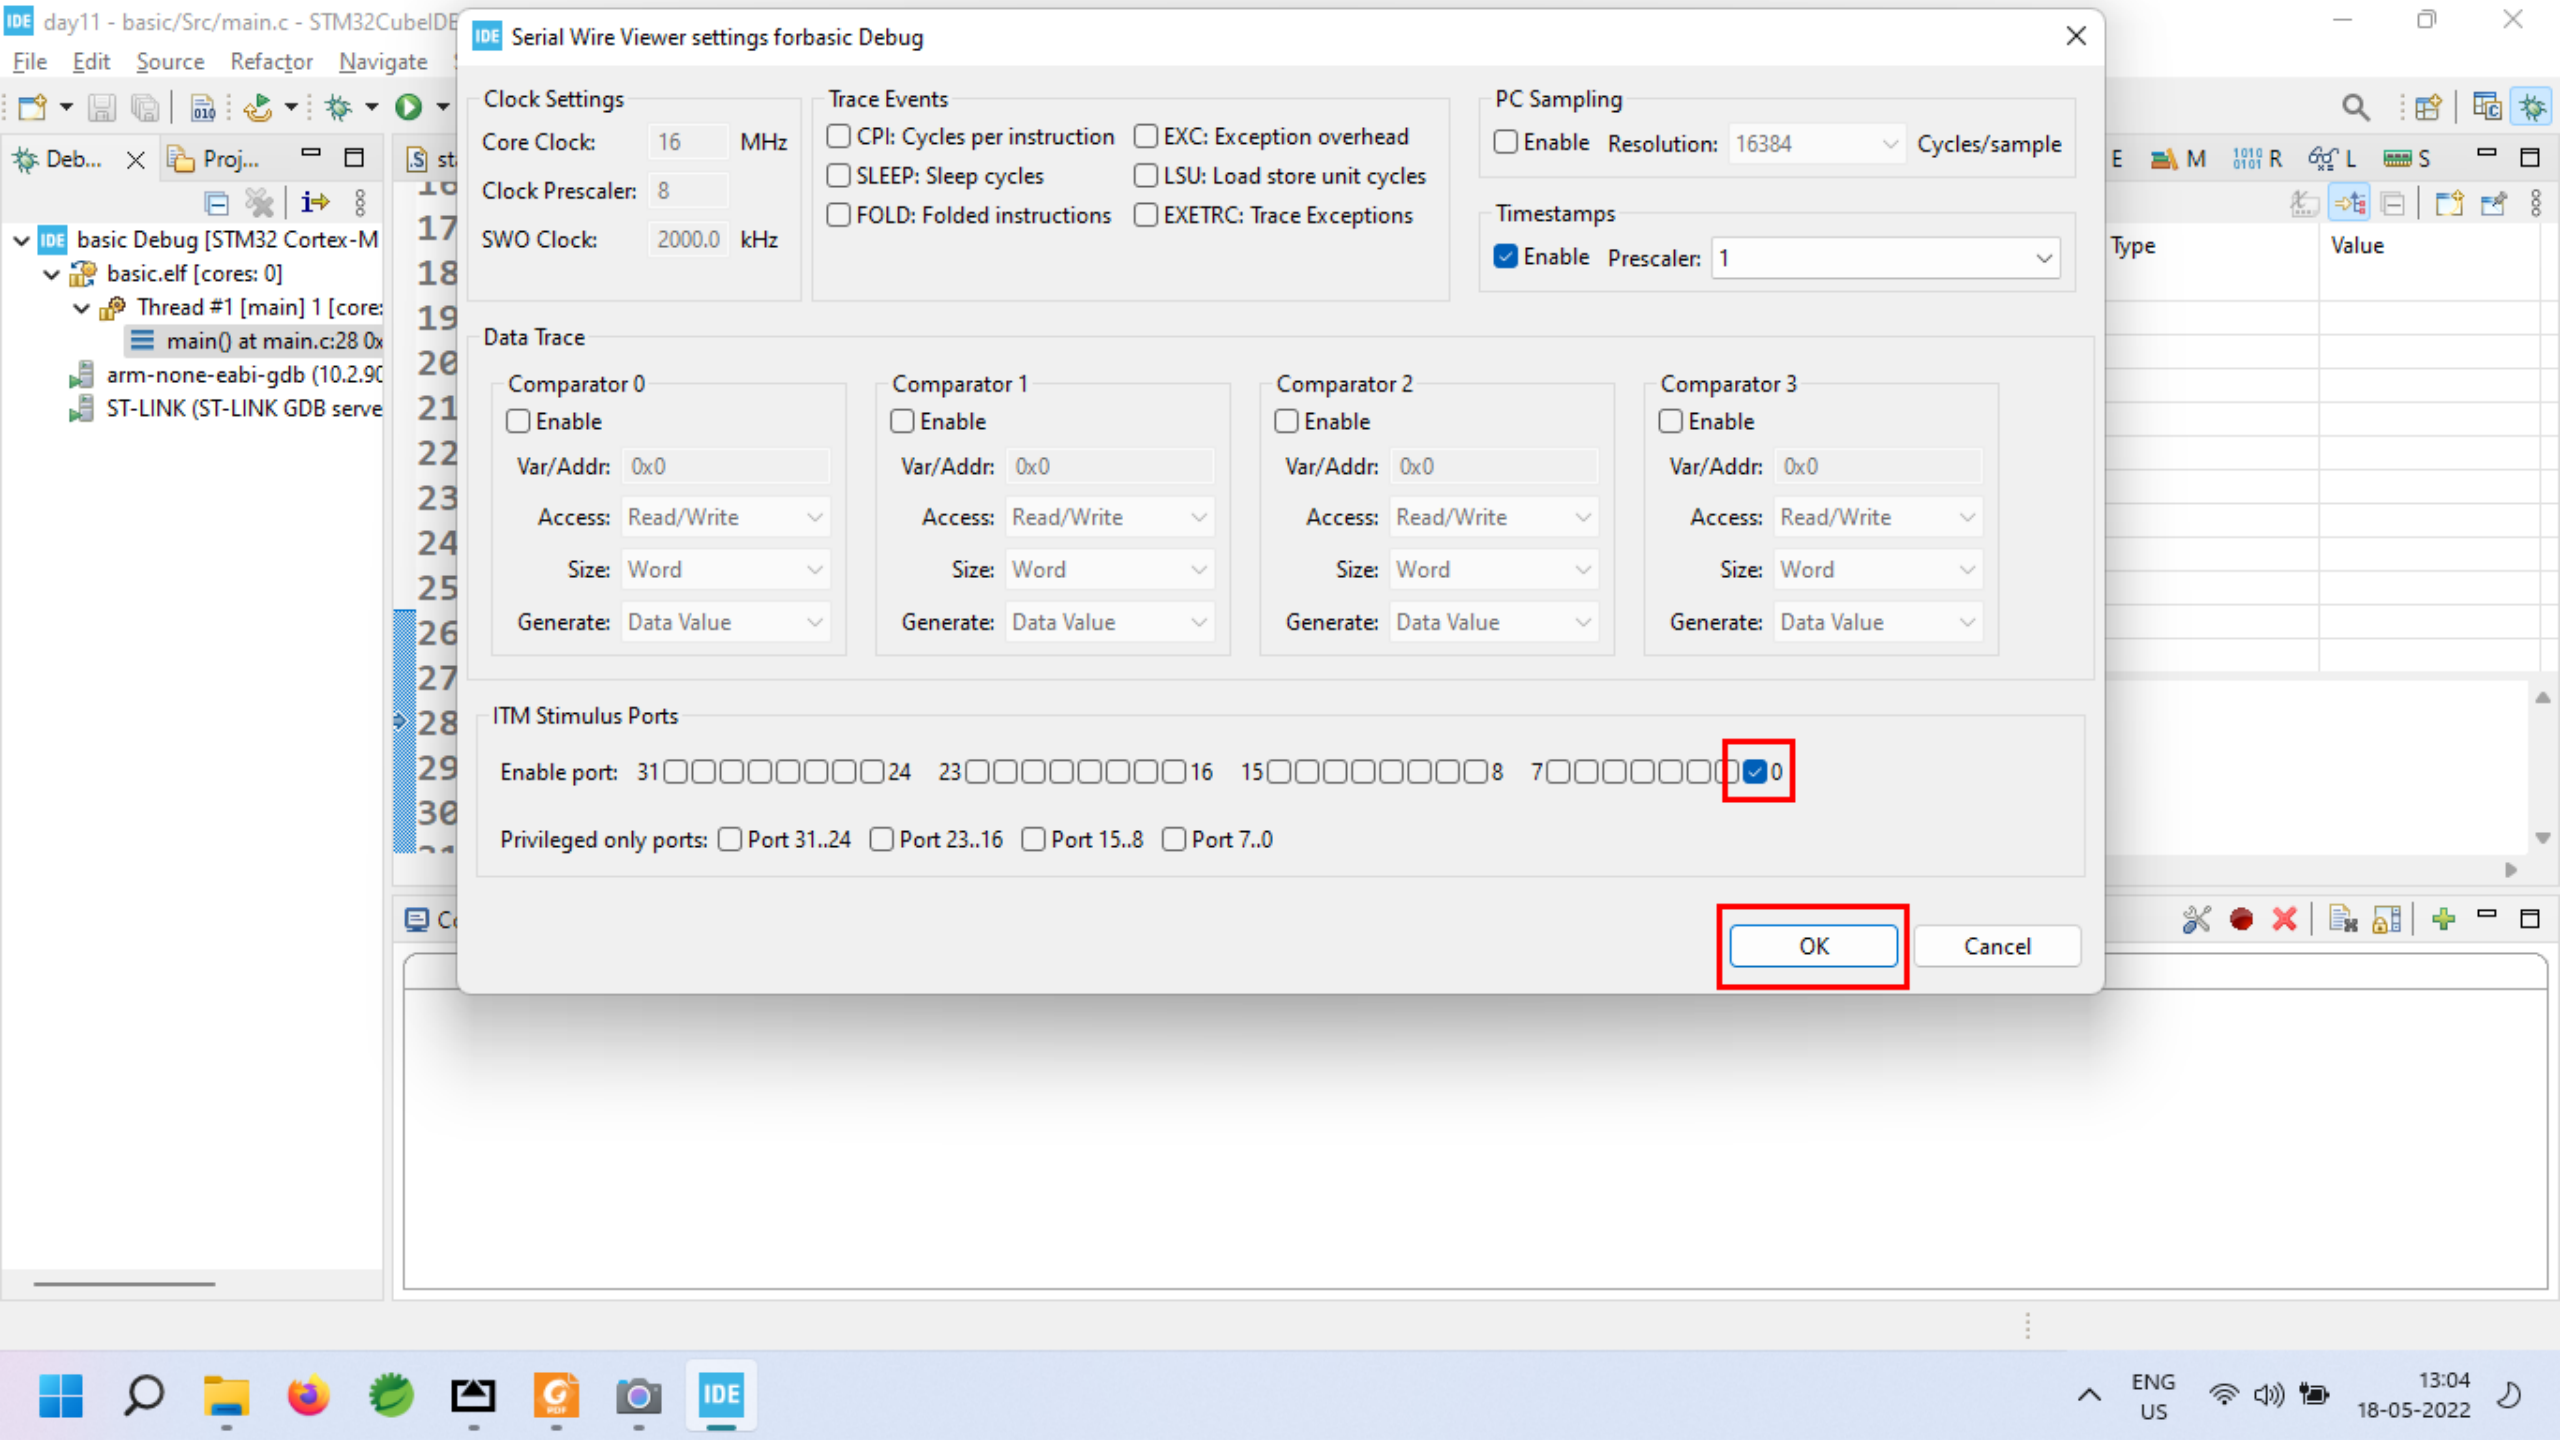 IDE day11 - basic/Src/main.c - STM32CubeIDE
File Edit Source Refactor Navigate
IDE Serial Wire Viewer settings forbasic Debug
Clock Settings
Core Clock: 16 MHz
Clock Prescaler: 8
SWO Clock: 2000.0 kHz
Trace Events
CPI: Cycles per instruction EXC: Exception overhead
SLEEP: Sleep cycles LSU: Load store unit cycles
FOLD: Folded instructions EXETRC: Trace Exceptions
PC Sampling
Enable Resolution: 16384 Cycles/sample
Timestamps
Enable Prescaler: 1
Deb... Proj...
IDE basic Debug [STM32 Cortex-M
basic.elf [cores: 0]
Thread #1 [main] 1 [core:
main() at main.c:28 0x
arm-none-eabi-gdb (10.2.90
ST-LINK (ST-LINK GDB serve
.S st
16
17
18
19
20
21
22
23
24
25
26
27
28
29
30
31
Data Trace
Comparator 0 Comparator 1 Comparator 2 Comparator 3
Enable Enable Enable Enable
Var/Addr: 0x0 Var/Addr: 0x0 Var/Addr: 0x0 Var/Addr: 0x0
Access: Read/Write Access: Read/Write Access: Read/Write Access: Read/Write
Size: Word Size: Word Size: Word Size: Word
Generate: Data Value Generate: Data Value Generate: Data Value Generate: Data Value
ITM Stimulus Ports
Enable port: 31 24 23 16 15 8 7 0
Privileged only ports: Port 31..24 Port 23..16 Port 15..8 Port 7..0
OK Cancel
E M 1010 0101 R L S
Type Value
Co
IDE
ENG
US
13:04
18-05-2022